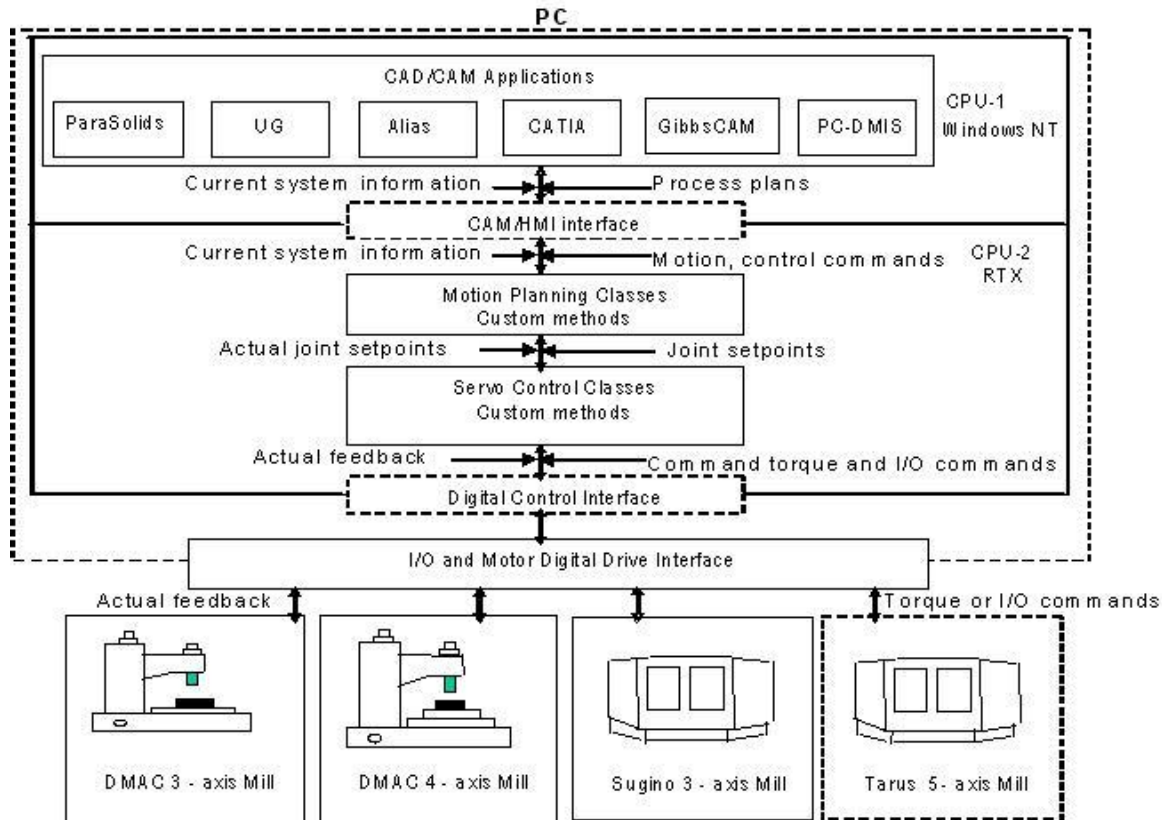 PC
CAD/CAM Applications
ParaSolids
UG
Alias
CATIA
GibbsCAM
PC-DMIS
CPU-1
Windows NT
Current system information
Process plans
CAM/HMI interface
Current system information
Motion, control commands
CPU-2
RTX
Motion Planning Classes
Custom methods
Actual joint setpoints
Joint setpoints
Servo Control Classes
Custom methods
Actual feedback
Command torque and I/O commands
Digital Control Interface
I/O and Motor Digital Drive Interface
Actual feedback
Torque or I/O commands
DMAC 3 - axis Mill
DMAC 4 - axis Mill
Sugino 3 - axis Mill
Tarus 5- axis Mill